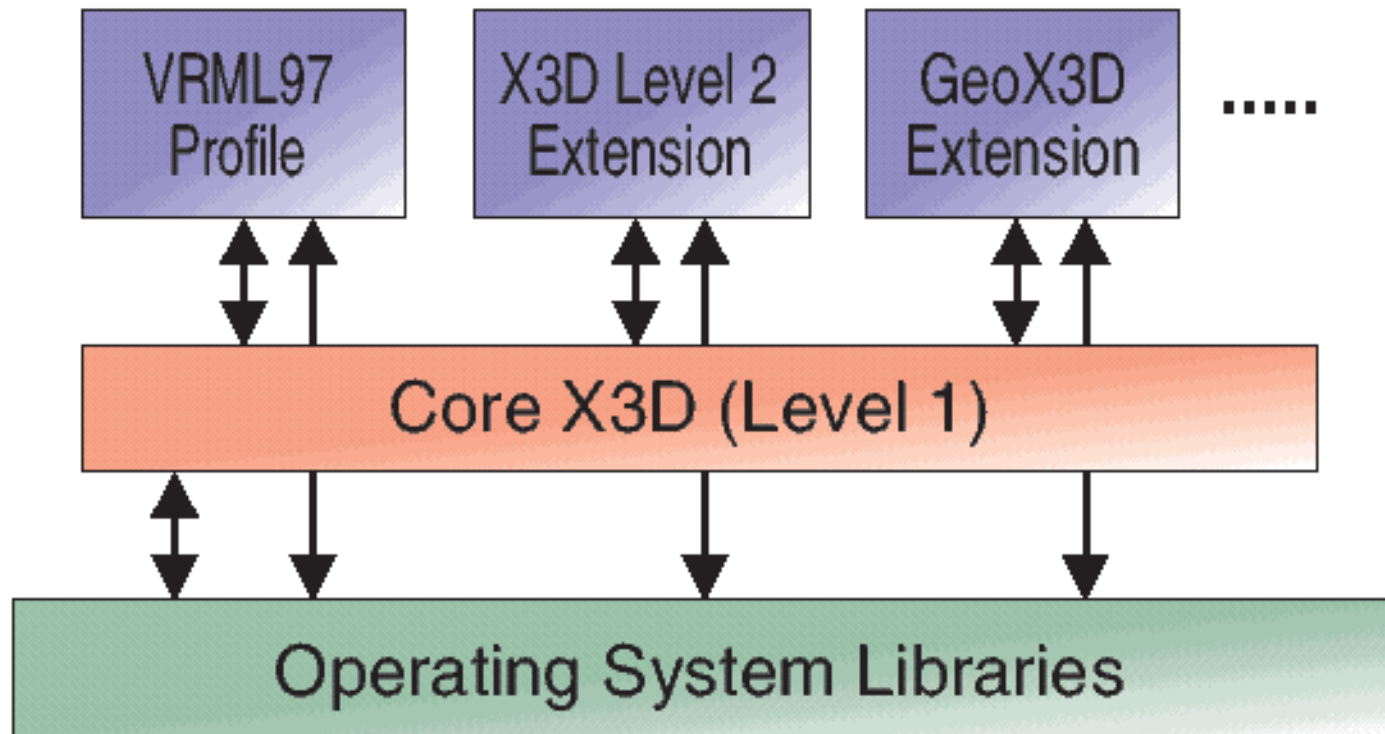 VRML97
Profile
X3D Level 2
Extension
GeoX3D
Extension
.....
Core X3D (Level 1)
Operating System Libraries